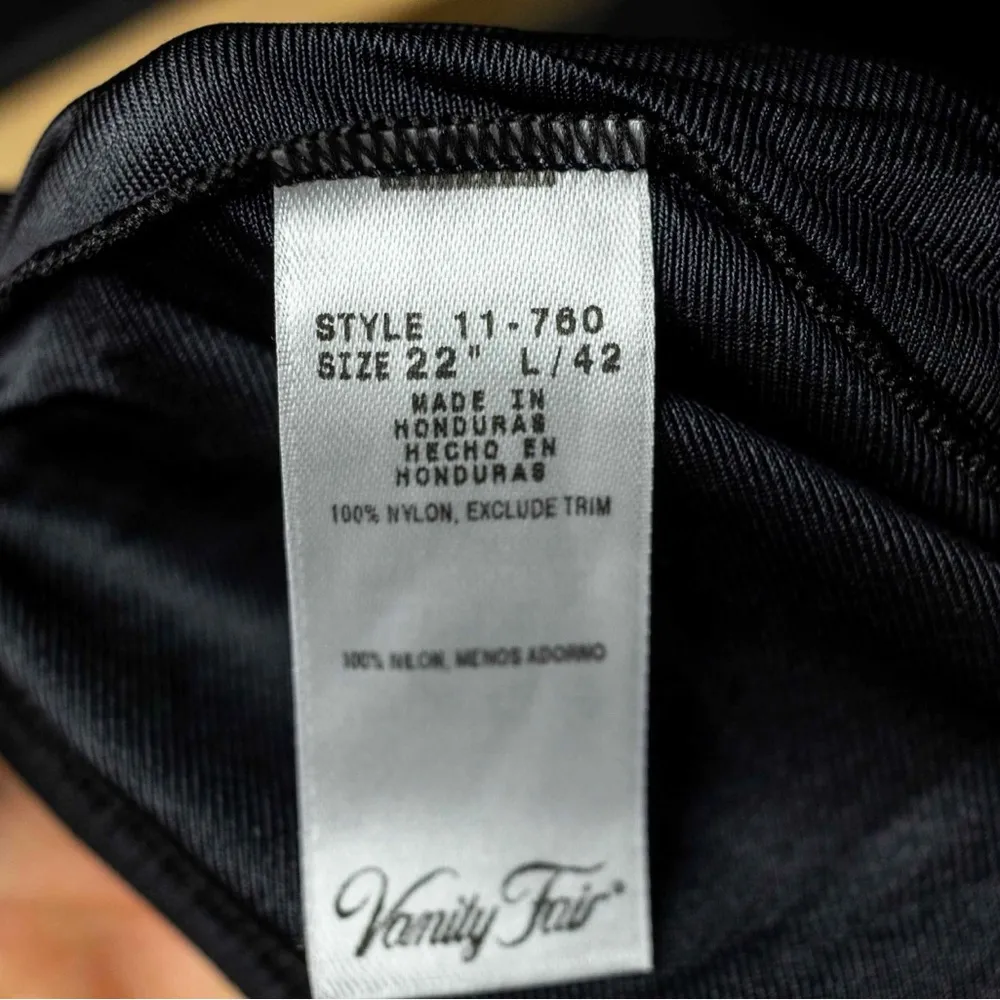 STYLE 11-760
SIZE 22" L/42
MADE IN
HONDURAS
HECHO EN
HONDURAS
100% NYLON, EXCLUDE TRIM
100% NILON, MENOS ADORNO
Vanity Fair®